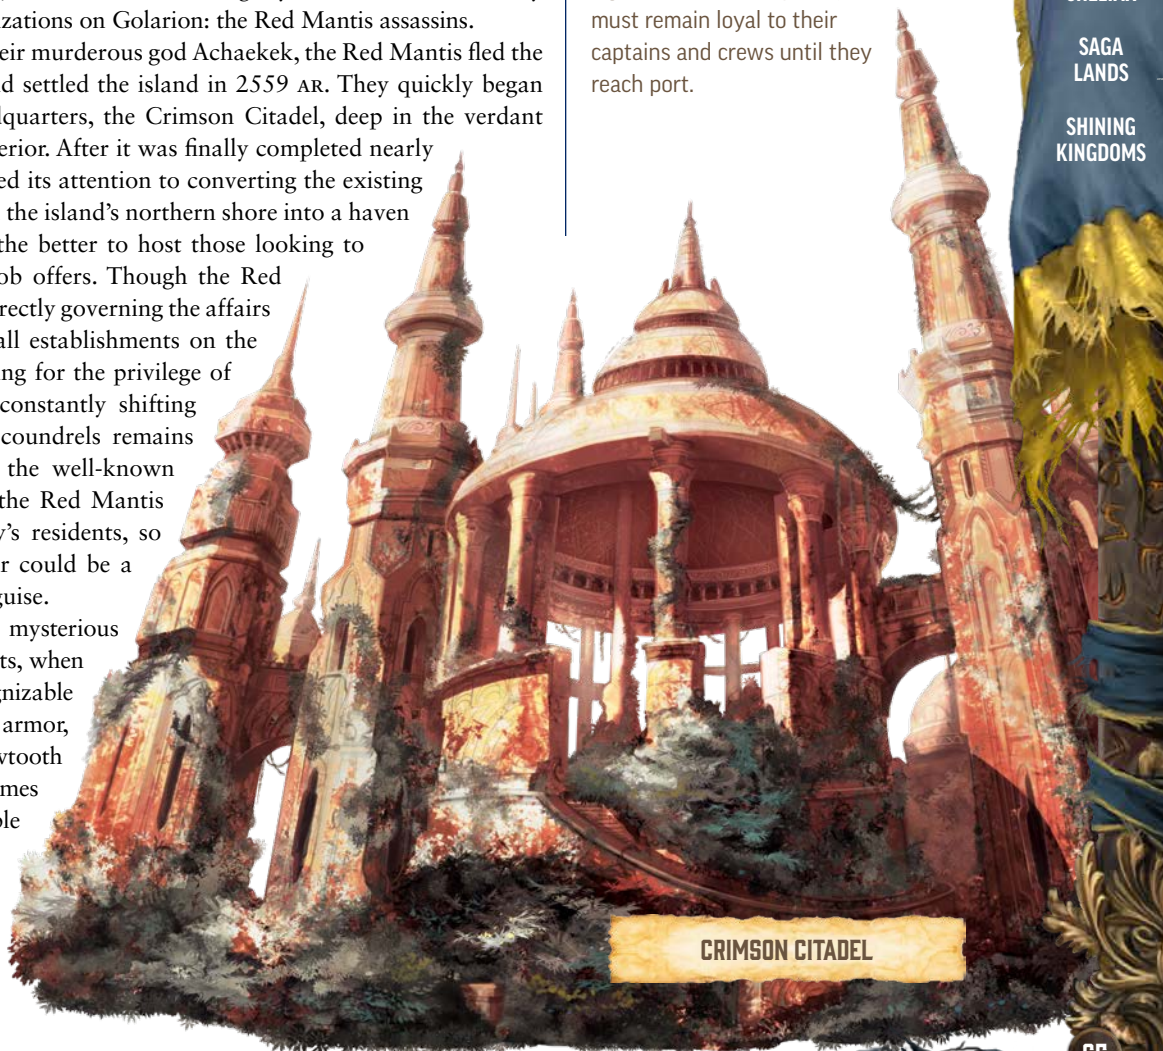 izations on Golarion: the Red Mantis assassins.
eir murderous god Achaekek, the Red Mantis fled the
d settled the island in 2559 AR. They quickly began
lquarters, the Crimson Citadel, deep in the verdant
erior. After it was finally completed nearly
ed its attention to converting the existing
the island's northern shore into a haven
the better to host those looking to
ob offers. Though the Red
rectly governing the affairs
all establishments on the
ing for the privilege of
constantly shifting
coundrels remains
the well-known
the Red Mantis
y's residents, so
r could be a
guise.
mysterious
ts, when
gnizable
armor,
vtooth
mes
ble
must remain loyal to their
captains and crews until they
reach port.
SAGA
LANDS
SHINING
KINGDOMS
CRIMSON CITADEL